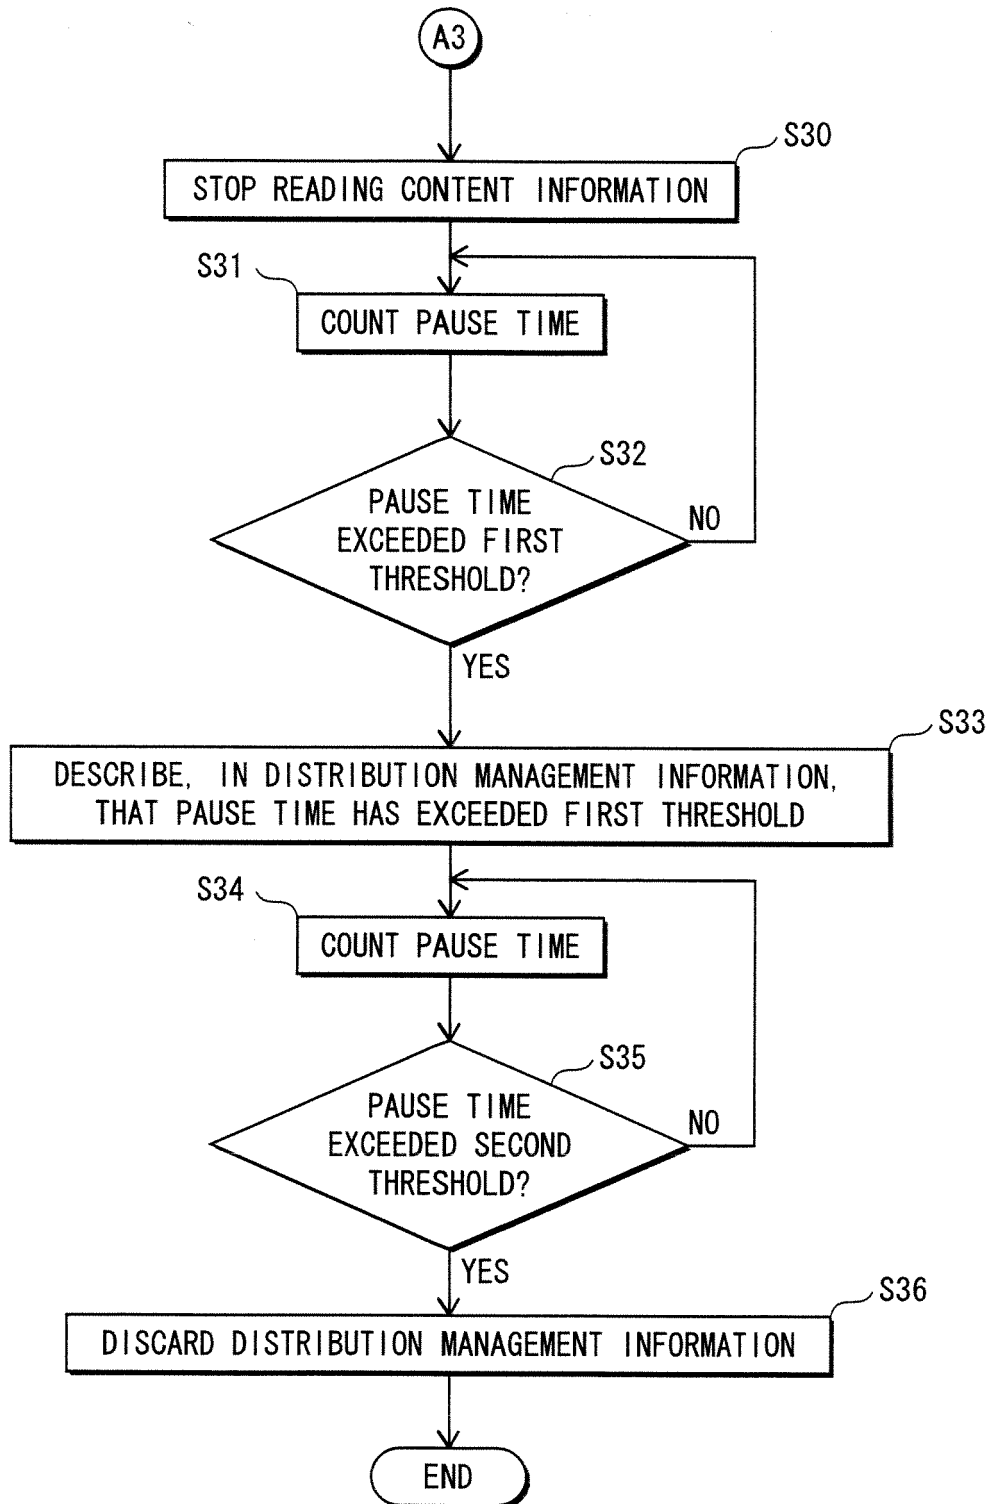 A3
S30
STOP READING CONTENT INFORMATION
S31
COUNT PAUSE TIME
S32
PAUSE TIME
EXCEEDED FIRST
THRESHOLD?
NO
YES
S33
DESCRIBE, IN DISTRIBUTION MANAGEMENT INFORMATION,
THAT PAUSE TIME HAS EXCEEDED FIRST THRESHOLD
S34
COUNT PAUSE TIME
S35
PAUSE TIME
EXCEEDED SECOND
THRESHOLD?
NO
YES
S36
DISCARD DISTRIBUTION MANAGEMENT INFORMATION
END